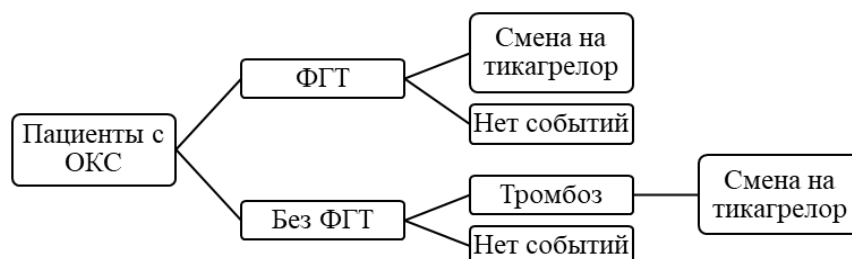 Смена на
тикагрелор
ФГТ
Нет событий
Пациенты с
ОКС
Тромбоз
Смена на
тикагрелор
Без ФГТ
Нет событий